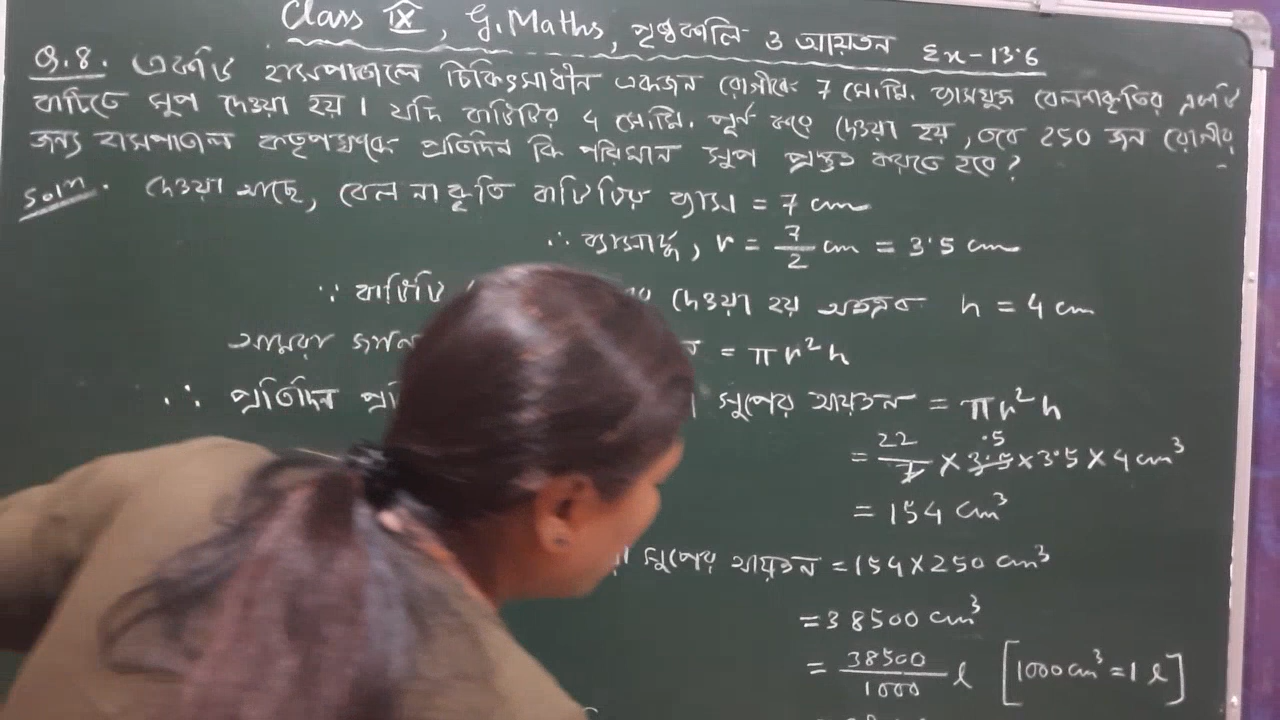 Class IX, G.Maths, পৃষ্ঠকালি ও আয়তন Ex-13.6
Q.8. একটি হাসপাতালে চিকিৎসাধীন একজন রোগীকে 7 সে.মি. ব্যাসযুক্ত বেলনাকৃতির একটি
বাটিতে সুপ দেওয়া হয়। যদি বাটিটির 4 সে.মি. পূর্ণ করে দেওয়া হয়, তবে 250 জন রোগীর
জন্য হাসপাতাল কতৃপক্ষকে প্রতিদিন কি পরিমান সুপ প্রস্তুত করতে হবে?
Soln. দেওয়া আছে, বেলনাকৃতি বাটিটির ব্যাস = 7 cm
∴ ব্যাসার্দ্ধ, r = 7/2 cm = 3.5 cm
∵ বাটিটি দেওয়া হয় অতএব h = 4 cm
আমরা = πr²h
∴ প্রতিদিন সুপের আয়তন = πr²h
= 22/7 × 3.5 .5 × 3.5 × 4 cm³
= 154 cm³
সুপের আয়তন = 154 × 250 cm³
= 38500 cm³
= 38500/1000 l [1000 cm³ = 1 l]